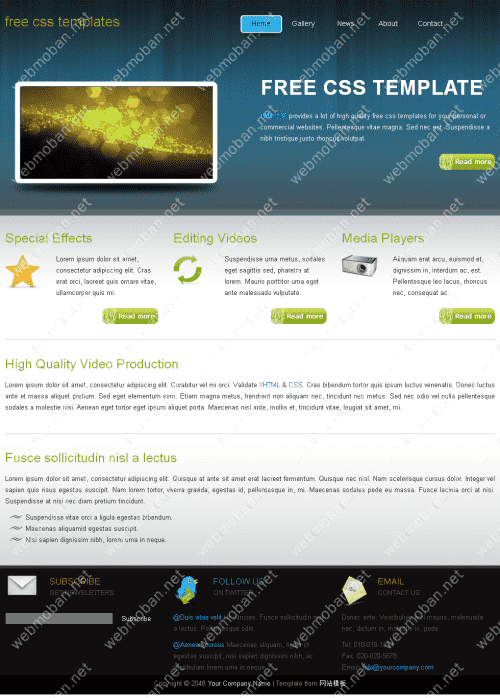 free css templates
Home
Gallery
News
About
Contact
FREE CSS TEMPLATE
provides a lot of high quality free css templates for your personal or
commercial websites. Pellentesque vitae magna. Sed nec est. Suspendisse a
nibh tristique justo rhoncus volutpat.
Read more
Special Effects
Lorem ipsum dolor sit amet,
consectetur adipiscing elit. Cras
erat orci, laoreet quis ornare vitae,
ullamcorper quis mi.
Read more
Editing Videos
Suspendisse urna metus, sodales
eget sagittis sed, pharetra at
lorem. Mauris porttitor urna eget
ante malesuada vulputate.
Read more
Media Players
Aliquam erat arcu, euismod et,
dignissim in, interdum ac, est.
Pellentesque leo lacus, rhoncus
nec, consequat ac.
Read more
High Quality Video Production
Lorem ipsum dolor sit amet, consectetur adipiscing elit. Curabitur vel mi orci. Validate XHTML & CSS. Cras bibendum tortor quis ipsum luctus venenatis. Donec luctus
ante et massa aliquet pretium. Sed eget elementum sem. Etiam magna metus, hendrerit non aliquam nec, tincidunt nec metus. Sed nec odio vel nulla pellentesque
sodales a molestie nisi. Aenean eget tortor eget ipsum aliquet porta. Maecenas nisl ante, mollis et, tincidunt vitae, feugiat sit amet, mi.
Fusce sollicitudin nisl a lectus
Lorem ipsum dolor sit amet, consectetur adipiscing elit. Quisque at ante sit amet erat laoreet fermentum. Quisque nec nisl. Nam scelerisque cursus dolor. Integer vel
sapien quis risus egestas suscipit. Nam lorem tortor, viverra gravida, egestas id, pellentesque in, mi. Maecenas sodales pede eu massa. Fusce lacinia orci at nisi.
Suspendisse at nisi nec diam pretium tincidunt.
Suspendisse vitae orci a ligula egestas bibendum.
Maecenas aliquamid egestas suscipit.
Nisi sapien dignissim nibh, lorem urna in neque.
SUBSCRIBE
GET NEWSLETTERS
Subscribe
FOLLOW US
ON TWITTER
@Duis vitae velit ultricies. Fusce sollicitudin
a lectus. Pellentesque odio.
@Aenean cursus Maecenas aliquam, ligula id
egestas suscipit, nisi sapien dignissim nibh, ac
vestibulum lorem urna in neque.
EMAIL
CONTACT US
Donec ante. Vestibulum nisl mauris, malesuada
nec, dictum in, molestie in, pede.
Tel: 010-010-
Fax: 020-020-5678
Email: info@yourcompany.com
Copyright © 2048 Your Company Name | Template from 网站模板
webmoban.net